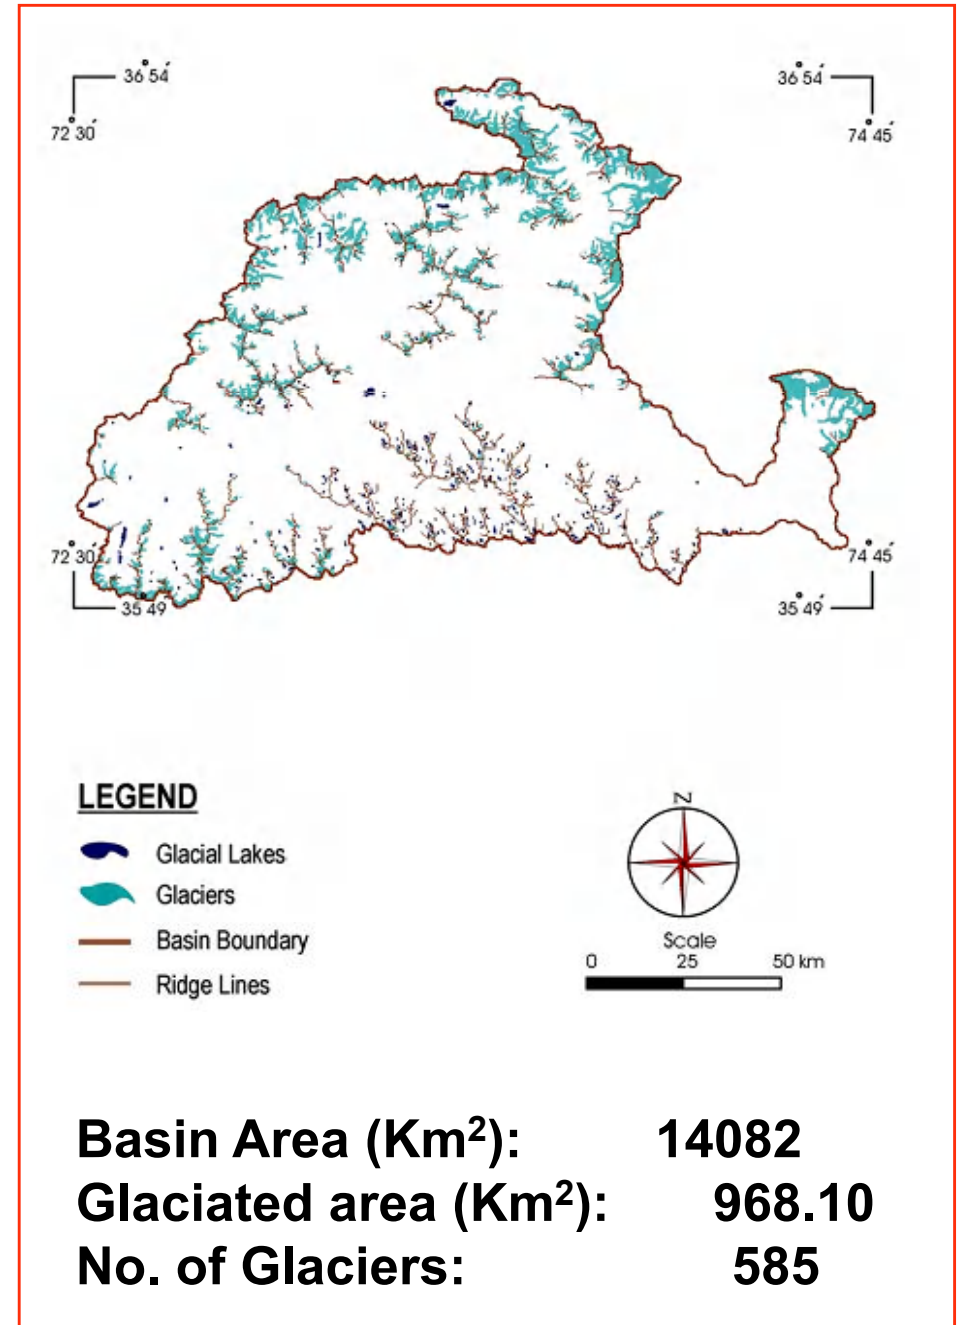 36°54´ 36°54´
72°30´ 74°45´
72°30´ 74°45´
35°49´ 35°49´
LEGEND
Glacial Lakes
Glaciers
Basin Boundary
Ridge Lines
N
Scale
0 25 50 km
Basin Area (Km²): 14082
Glaciated area (Km²): 968.10
No. of Glaciers: 585